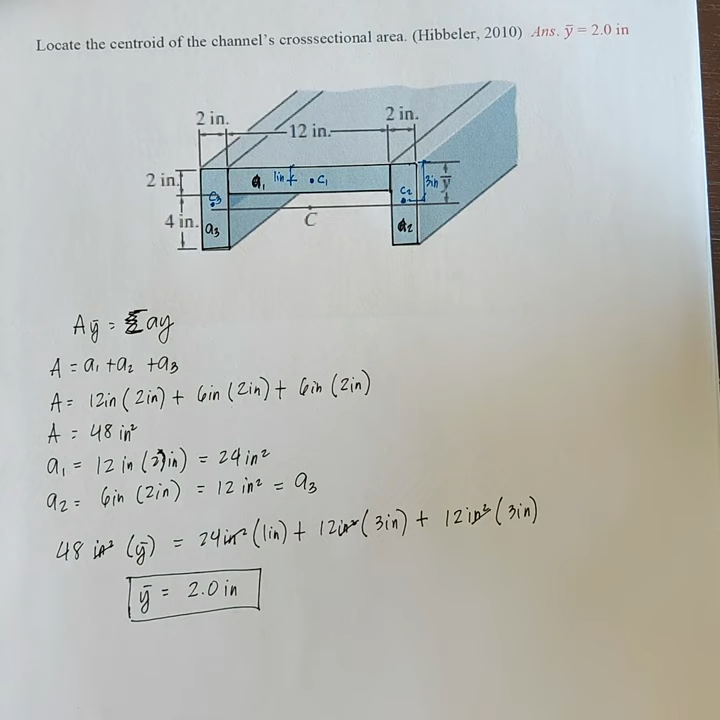 Locate the centroid of the channel's crosssectional area. (Hibbeler, 2010) Ans. ȳ = 2.0 in
2 in.
2 in.
12 in.
2 in.
a₁ 1in •C₁
C₃
C₂
3in
ȳ
4 in.
a₃
C
a₂
Aȳ = Σay
A = a₁ + a₂ + a₃
A = 12in (2in) + 6in (2in) + 6in (2in)
A = 48 in²
a₁ = 12 in (2in) = 24 in²
a₂ = 6in (2in) = 12 in² = a₃
48 in² (ȳ) = 24in² (1in) + 12in² (3in) + 12in² (3in)
ȳ = 2.0 in